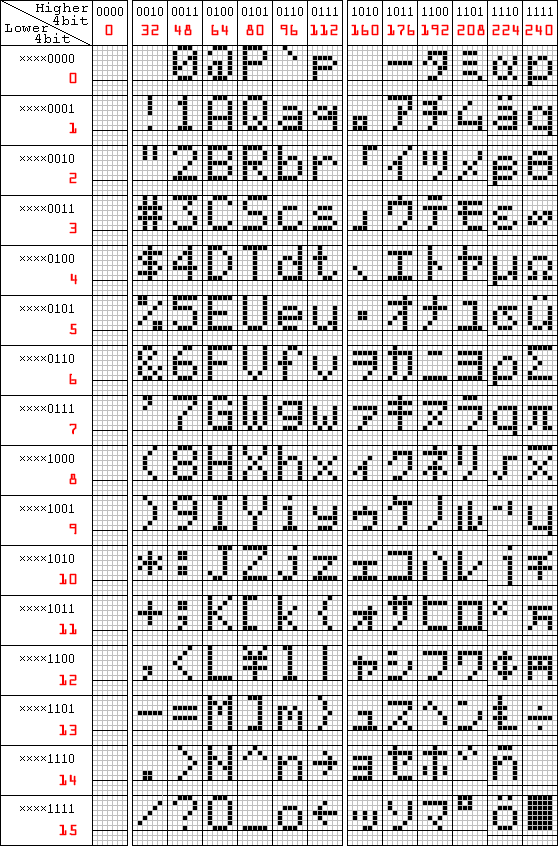 Higher
4bit
Lower
4bit
0000 0010 0011 0100 0101 0110 0111 1010 1011 1100 1101 1110 1111
0 32 48 64 80 96 112 160 176 192 208 224 240
××××0000 0 @ P ` p ー タ ミ α p
0
××××0001 ! 1 A Q a q 。 ア チ ム ä q
1
××××0010 " 2 B R b r 「 イ ツ メ β θ
2
××××0011 # 3 C S c s 」 ウ テ モ ε ∞
3
××××0100 $ 4 D T d t 、 エ ト ヤ μ Ω
4
××××0101 % 5 E U e u ・ オ ナ ユ σ ü
5
××××0110 & 6 F V f v ヲ カ ニ ヨ ρ Σ
6
××××0111 ' 7 G W g w ァ キ ヌ ラ q π
7
××××1000 ( 8 H X h x ィ ク ネ リ √ x̄
8
××××1001 ) 9 I Y i y ゥ ケ ノ ル ⁻¹ y
9
××××1010 * : J Z j z ェ コ ハ レ j 千
10
××××1011 + ; K [ k { ォ サ ヒ ロ ˣ 万
11
××××1100 , < L ¥ l | ャ シ フ ワ ¢ 円
12
××××1101 - = M ] m } ュ ス ヘ ン £ ÷
13
××××1110 . > N ^ n → ョ セ ホ ゛ ñ
14
××××1111 / ? O _ o ← ッ ソ マ ゜ ö █
15